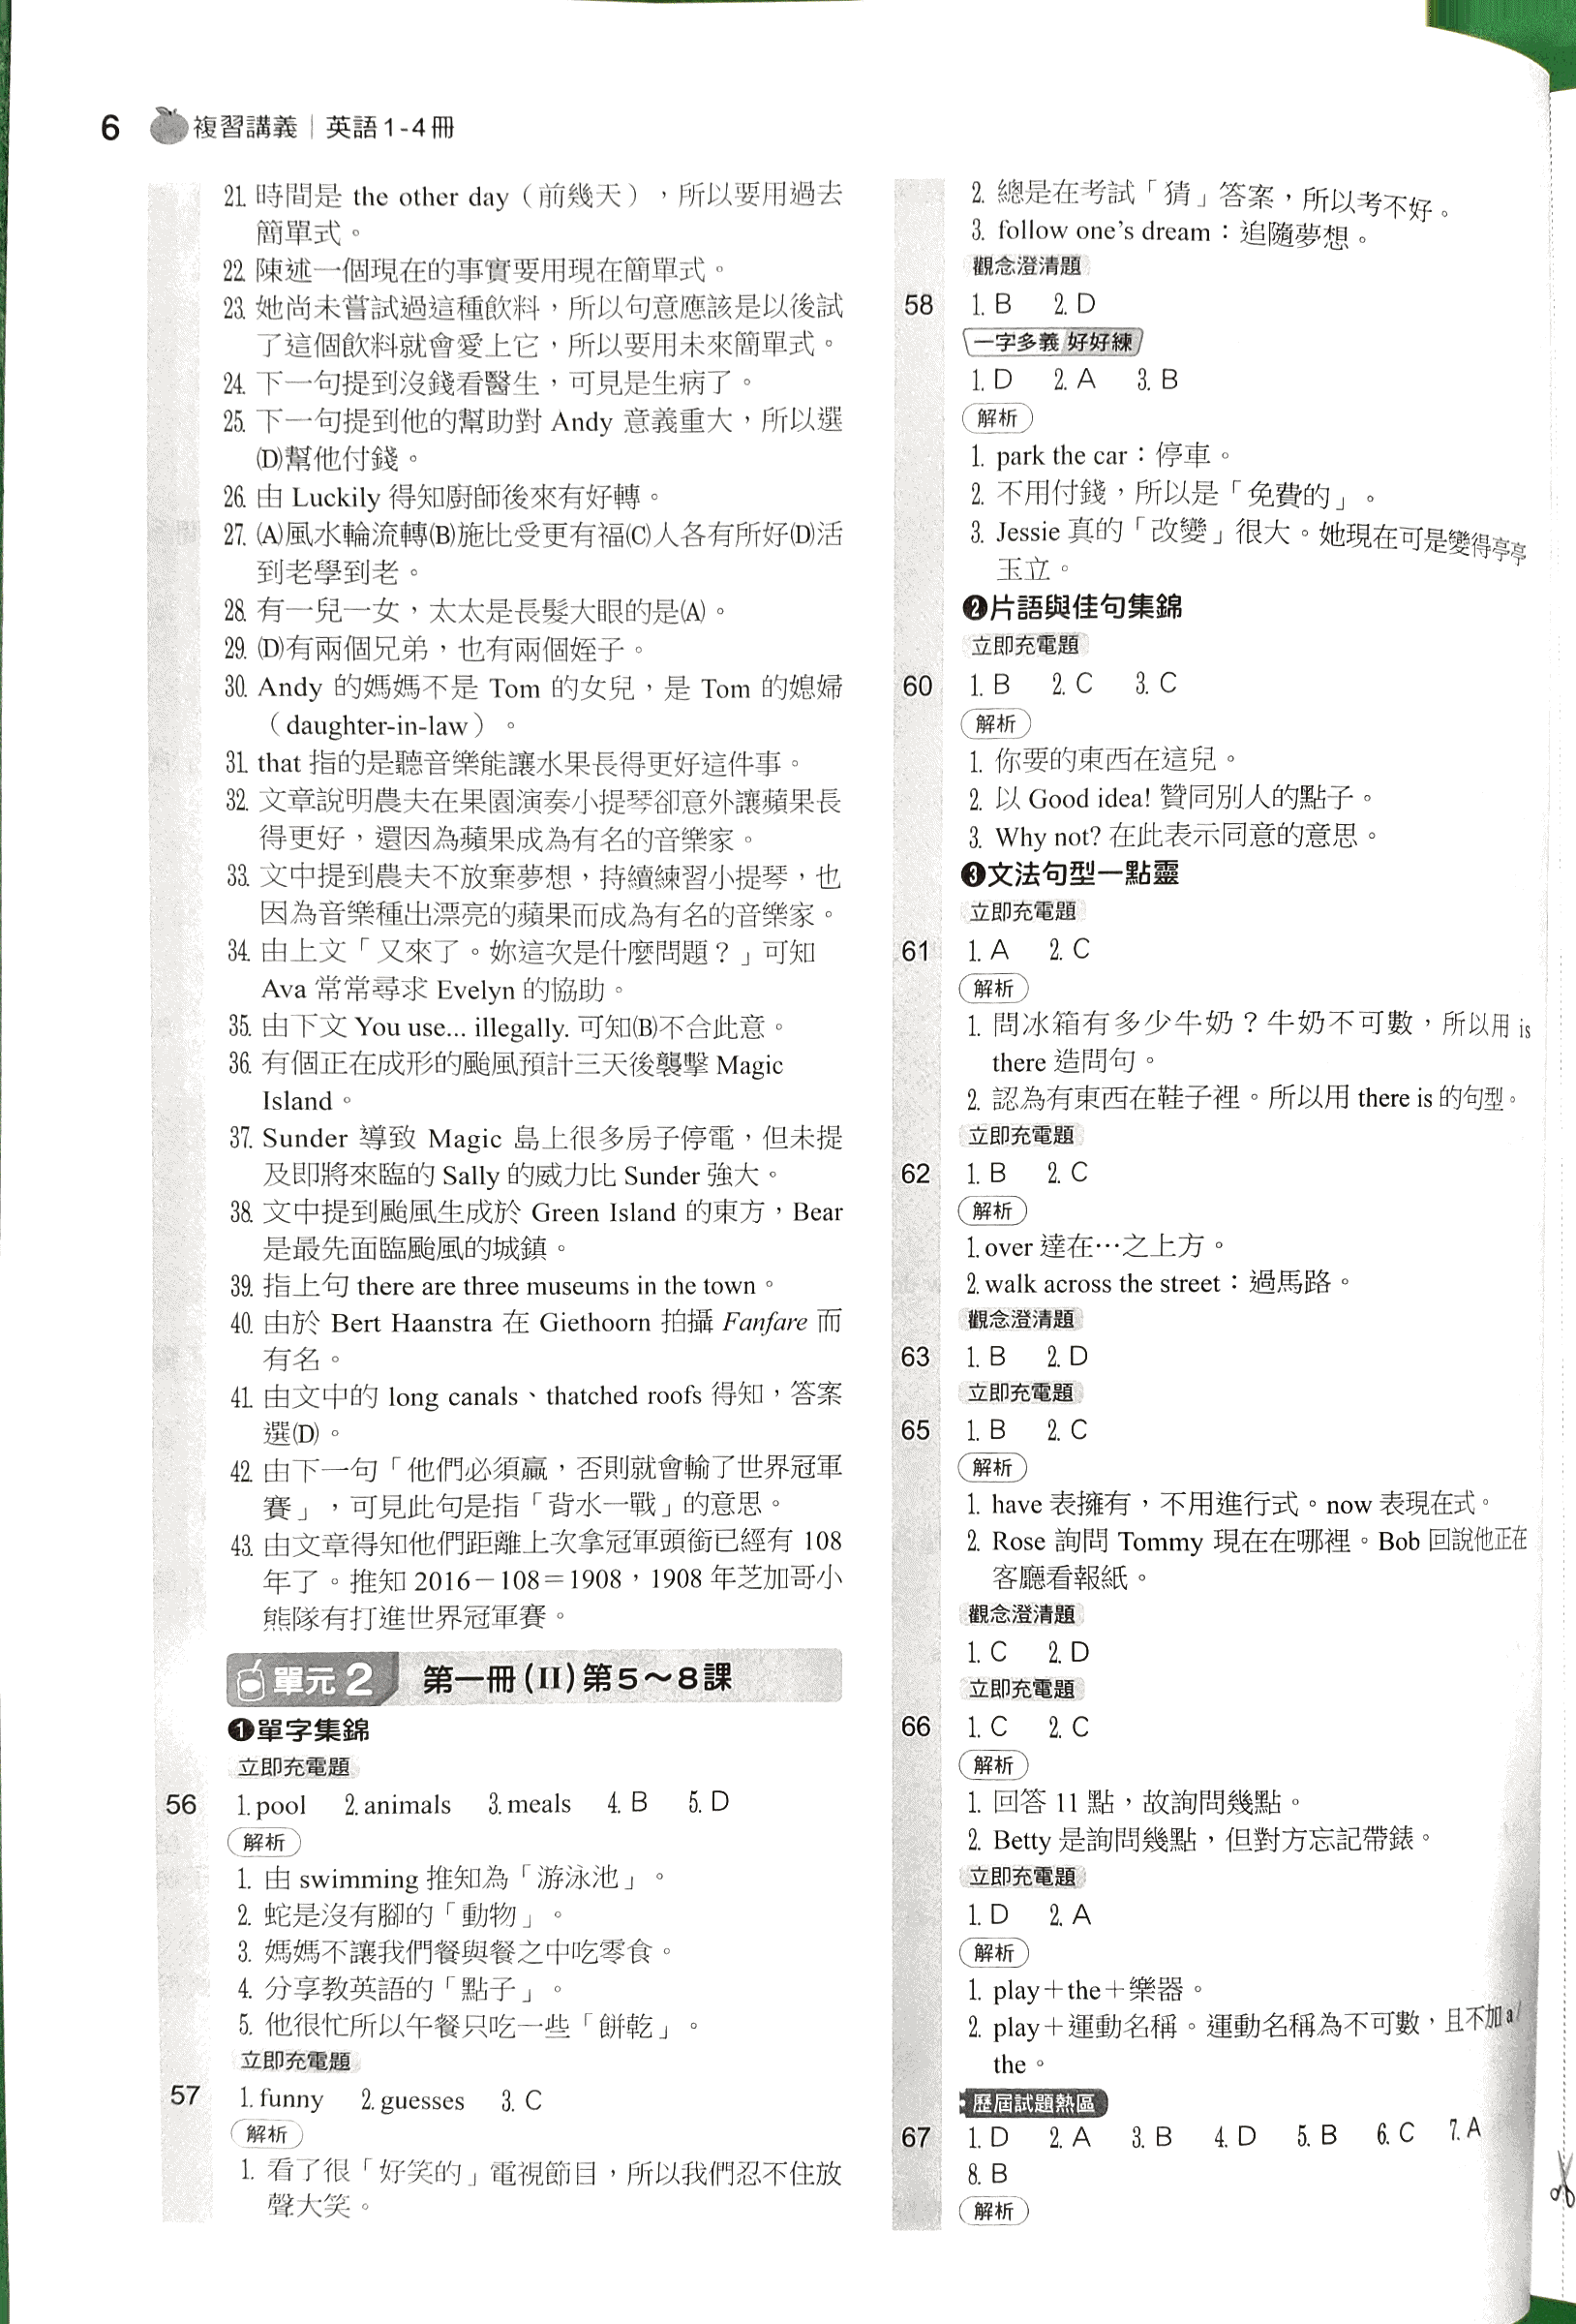 6 複習講義｜英語1-4冊
21. 時間是 the other day（前幾天），所以要用過去
簡單式。
22. 陳述一個現在的事實要用現在簡單式。
23. 她尚未嘗試過這種飲料，所以句意應該是以後試
了這個飲料就會愛上它，所以要用未來簡單式。
24. 下一句提到沒錢看醫生，可見是生病了。
25. 下一句提到他的幫助對 Andy 意義重大，所以選
(D)幫他付錢。
26. 由 Luckily 得知廚師後來有好轉。
27. (A)風水輪流轉(B)施比受更有福(C)人各有所好(D)活
到老學到老。
28. 有一兒一女，太太是長髮大眼的是(A)。
29. (D)有兩個兄弟，也有兩個姪子。
30. Andy 的媽媽不是 Tom 的女兒，是 Tom 的媳婦
（daughter-in-law）。
31. that 指的是聽音樂能讓水果長得更好這件事。
32. 文章說明農夫在果園演奏小提琴卻意外讓蘋果長
得更好，還因為蘋果成為有名的音樂家。
33. 文中提到農夫不放棄夢想，持續練習小提琴，也
因為音樂種出漂亮的蘋果而成為有名的音樂家。
34. 由上文「又來了。妳這次是什麼問題？」可知
Ava 常常尋求 Evelyn 的協助。
35. 由下文 You use... illegally. 可知(B)不合此意。
36. 有個正在成形的颱風預計三天後襲擊 Magic
Island。
37. Sunder 導致 Magic 島上很多房子停電，但未提
及即將來臨的 Sally 的威力比 Sunder 強大。
38. 文中提到颱風生成於 Green Island 的東方，Bear
是最先面臨颱風的城鎮。
39. 指上句 there are three museums in the town。
40. 由於 Bert Haanstra 在 Giethoorn 拍攝 Fanfare 而
有名。
41. 由文中的 long canals、thatched roofs 得知，答案
選(D)。
42. 由下一句「他們必須贏，否則就會輸了世界冠軍
賽」，可見此句是指「背水一戰」的意思。
43. 由文章得知他們距離上次拿冠軍頭銜已經有 108
年了。推知 2016－108＝1908，1908 年芝加哥小
熊隊有打進世界冠軍賽。
單元2 第一冊(II)第5～8課
❶單字集錦
立即充電題
56 1. pool 2. animals 3. meals 4. B 5. D
解析
1. 由 swimming 推知為「游泳池」。
2. 蛇是沒有腳的「動物」。
3. 媽媽不讓我們餐與餐之中吃零食。
4. 分享教英語的「點子」。
5. 他很忙所以午餐只吃一些「餅乾」。
立即充電題
57 1. funny 2. guesses 3. C
解析
1. 看了很「好笑的」電視節目，所以我們忍不住放
聲大笑。
2. 總是在考試「猜」答案，所以考不好。
3. follow one's dream：追隨夢想。
觀念澄清題
58 1. B 2. D
一字多義 好好練
1. D 2. A 3. B
解析
1. park the car：停車。
2. 不用付錢，所以是「免費的」。
3. Jessie 真的「改變」很大。她現在可是變得亭亭
玉立。
❷片語與佳句集錦
立即充電題
60 1. B 2. C 3. C
解析
1. 你要的東西在這兒。
2. 以 Good idea! 贊同別人的點子。
3. Why not? 在此表示同意的意思。
❸文法句型一點靈
立即充電題
61 1. A 2. C
解析
1. 問冰箱有多少牛奶？牛奶不可數，所以用 is
there 造問句。
2. 認為有東西在鞋子裡。所以用 there is 的句型。
立即充電題
62 1. B 2. C
解析
1. over 達在…之上方。
2. walk across the street：過馬路。
觀念澄清題
63 1. B 2. D
立即充電題
65 1. B 2. C
解析
1. have 表擁有，不用進行式。now 表現在式。
2. Rose 詢問 Tommy 現在在哪裡。Bob 回說他正在
客廳看報紙。
觀念澄清題
1. C 2. D
立即充電題
66 1. C 2. C
解析
1. 回答 11 點，故詢問幾點。
2. Betty 是詢問幾點，但對方忘記帶錶。
立即充電題
1. D 2. A
解析
1. play＋the＋樂器。
2. play＋運動名稱。運動名稱為不可數，且不加 a /
the。
歷屆試題熱區
67 1. D 2. A 3. B 4. D 5. B 6. C 7. A
8. B
解析